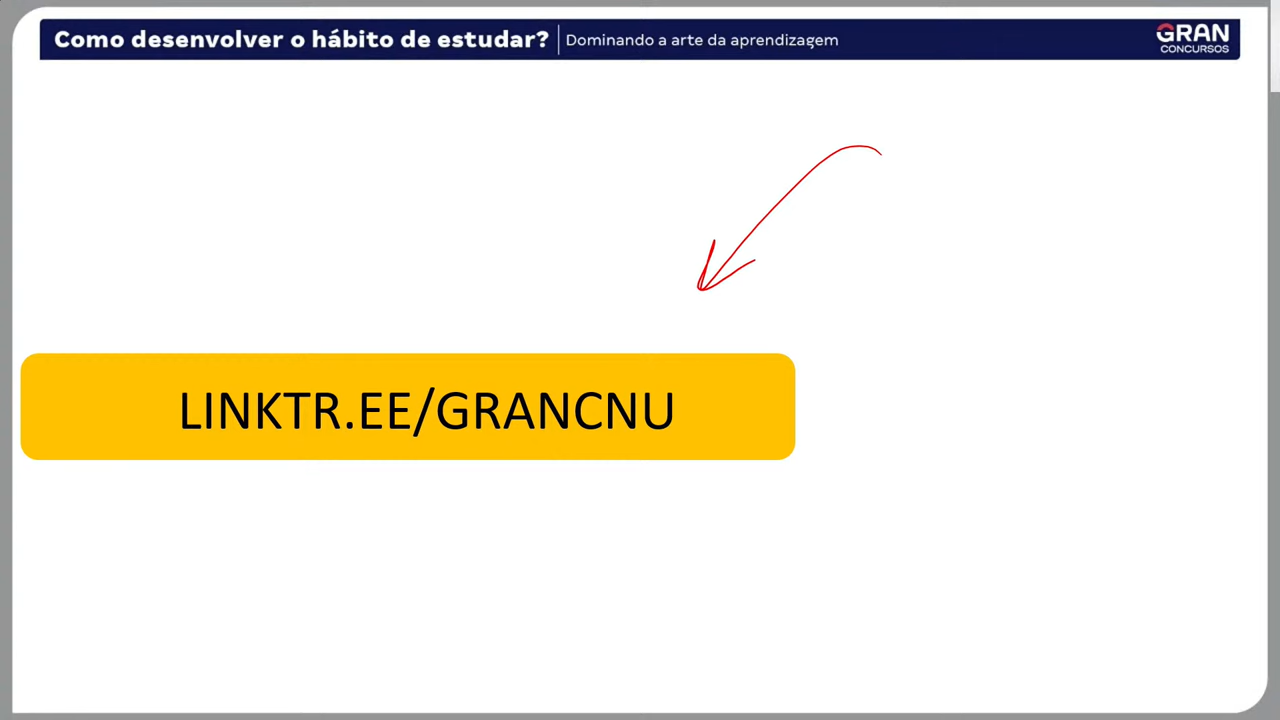 Como desenvolver o hábito de estudar? Dominando a arte da aprendizagem
GRAN
CONCURSOS
LINKTR.EE/GRANCNU